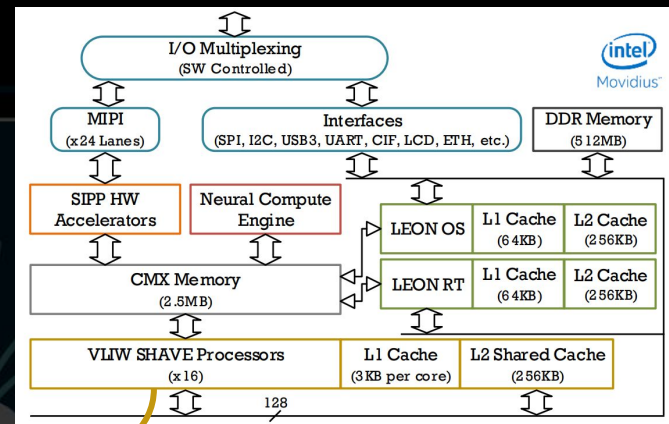 I/O Multiplexing
(SW Controlled)
intel
Movidius™
MIPI
(x24 Lanes)
Interfaces
(SPI, I2C, USB3, UART, CIF, LCD, ETH, etc.)
DDR Memory
(512MB)
SIPP HW
Accelerators
Neural Compute
Engine
LEON OS
L1 Cache
(64KB)
L2 Cache
(256KB)
CMX Memory
(2.5MB)
LEON RT
L1 Cache
(64KB)
L2 Cache
(256KB)
VLIW SHAVE Processors
(x16)
L1 Cache
(3KB per core)
L2 Shared Cache
(256KB)
128